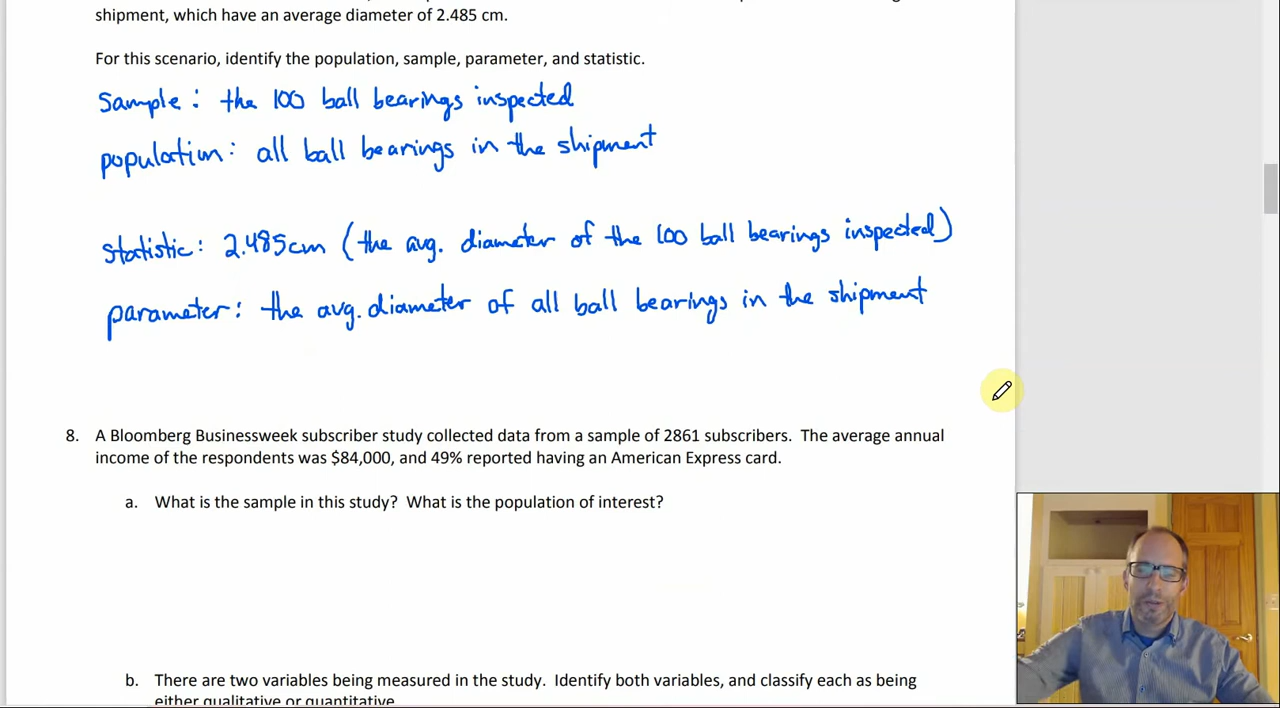 shipment, which have an average diameter of 2.485 cm.
For this scenario, identify the population, sample, parameter, and statistic.
Sample: the 100 ball bearings inspected
population: all ball bearings in the shipment
statistic: 2.485cm (the avg. diameter of the 100 ball bearings inspected)
parameter: the avg. diameter of all ball bearings in the shipment
8. A Bloomberg Businessweek subscriber study collected data from a sample of 2861 subscribers. The average annual
income of the respondents was $84,000, and 49% reported having an American Express card.
a. What is the sample in this study? What is the population of interest?
b. There are two variables being measured in the study. Identify both variables, and classify each as being
either qualitative or quantitative